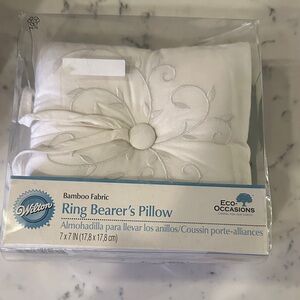 Bamboo Fabric
Wilton
Ring Bearer's Pillow
Almohadilla para llevar los anillos/Coussin porte-alliances
7 x 7 IN (17,8 x 17,8 cm)
ECO-
OCCASIONS